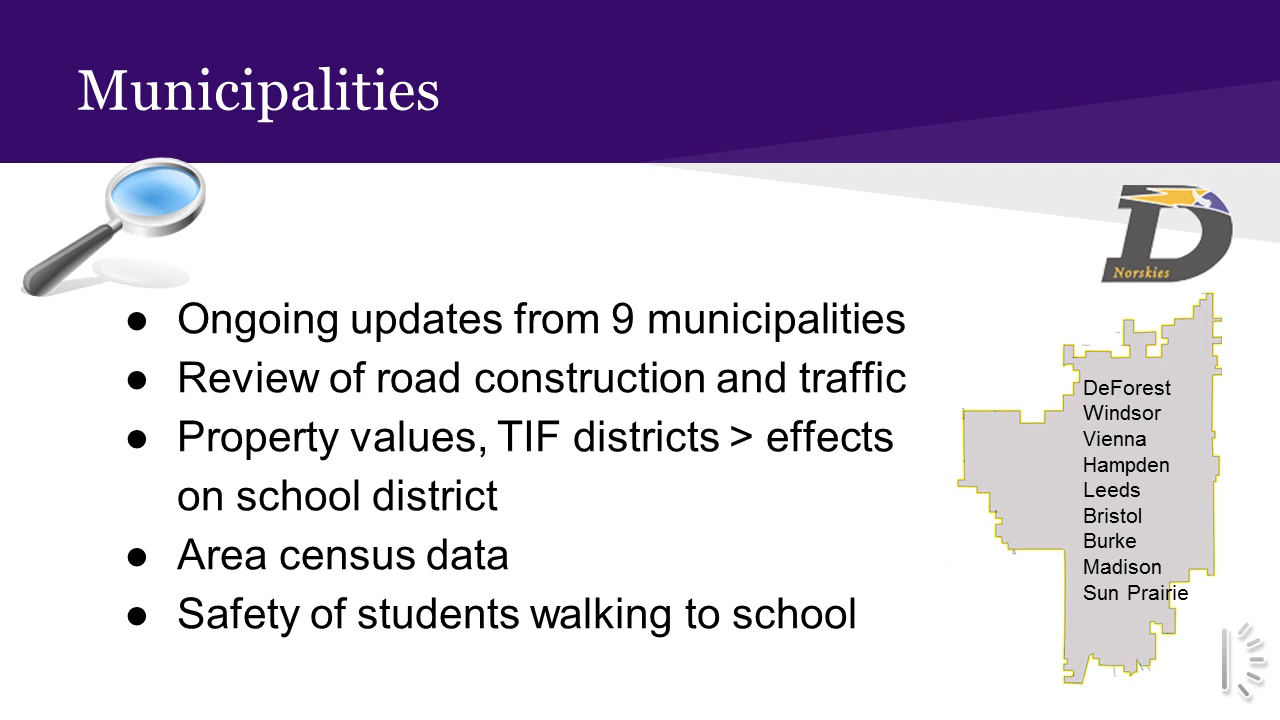 Municipalities
Norskies
● Ongoing updates from 9 municipalities
● Review of road construction and traffic
● Property values, TIF districts > effects
on school district
● Area census data
● Safety of students walking to school
DeForest
Windsor
Vienna
Hampden
Leeds
Bristol
Burke
Madison
Sun Prairie